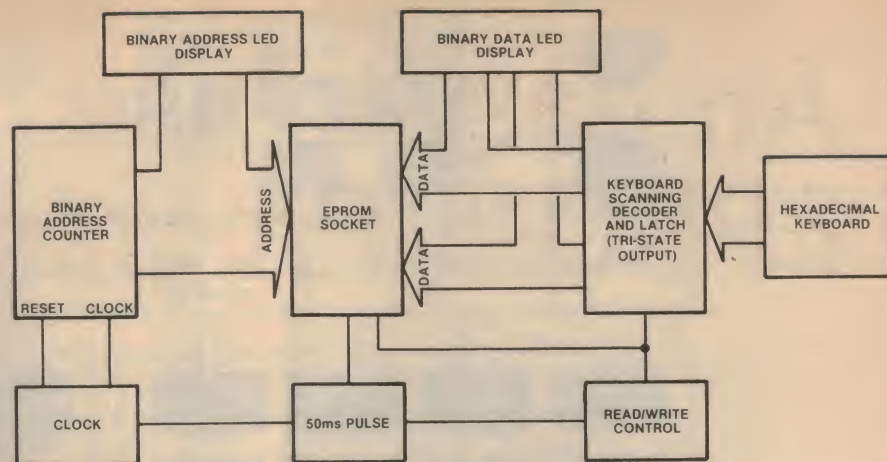 BINARY ADDRESS LED
DISPLAY
BINARY DATA LED
DISPLAY
BINARY
ADDRESS
COUNTER
RESET CLOCK
ADDRESS
EPROM
SOCKET
DATA
DATA
KEYBOARD
SCANNING
DECODER
AND LATCH
(TRI-STATE
OUTPUT)
HEXADECIMAL
KEYBOARD
CLOCK
50ms PULSE
READ/WRITE
CONTROL